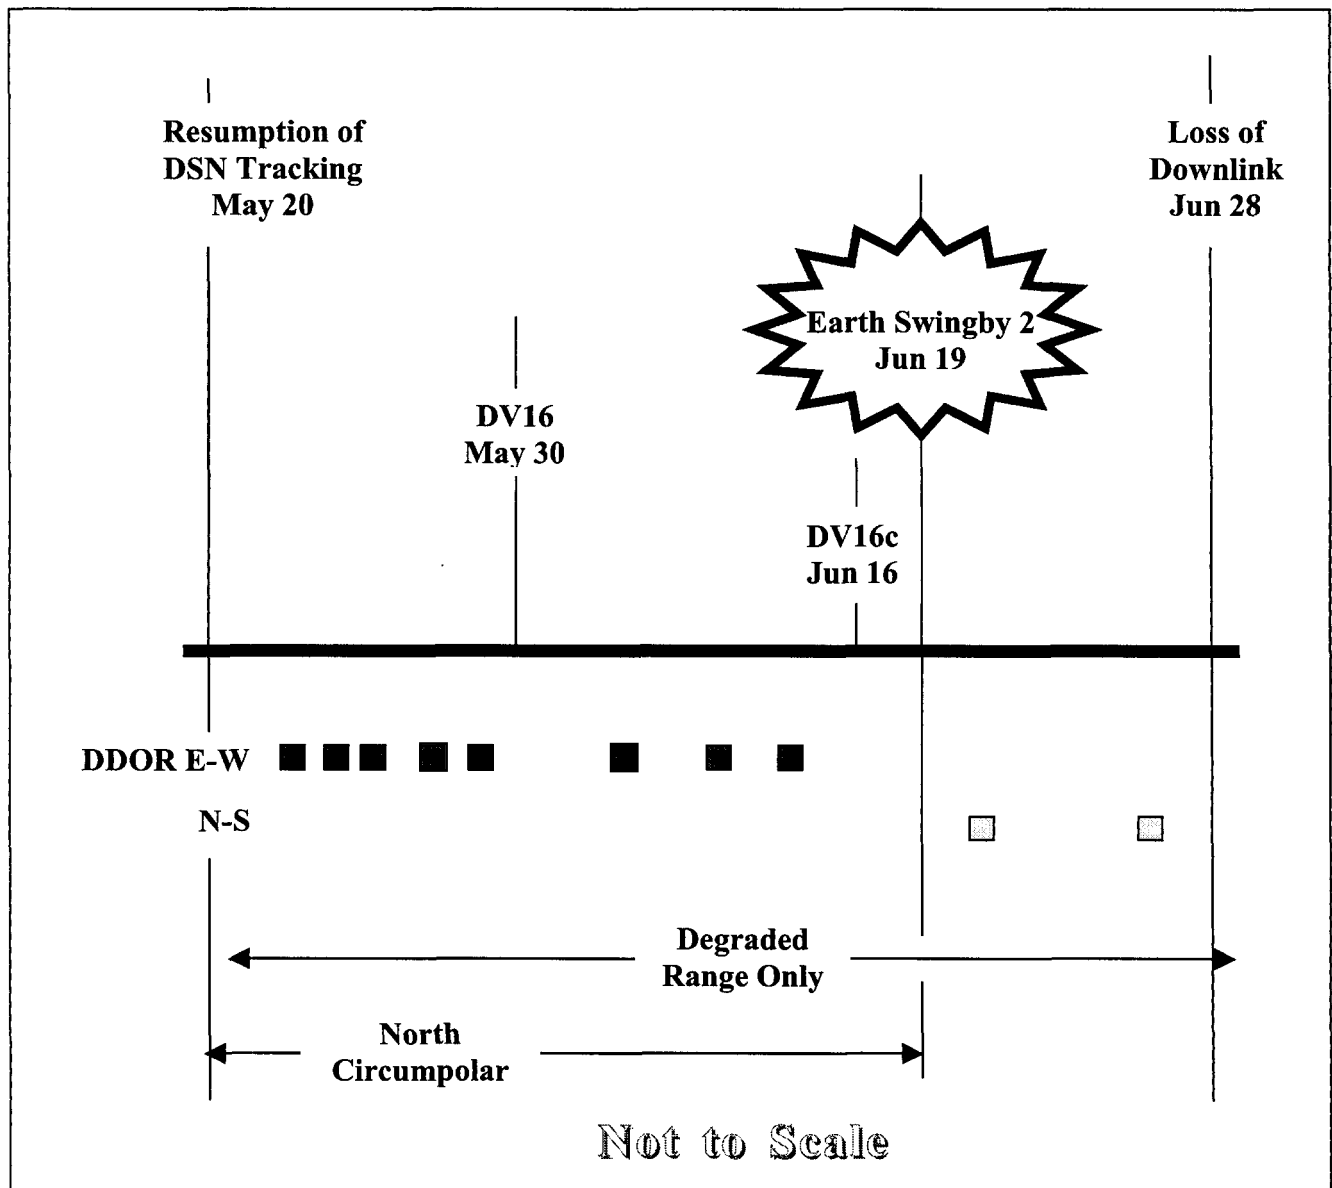 Resumption of
DSN Tracking
May 20
Loss of
Downlink
Jun 28
Earth Swingby 2
Jun 19
DV16
May 30
DV16c
Jun 16
DDOR E-W
N-S
Degraded
Range Only
North
Circumpolar
Not to Scale